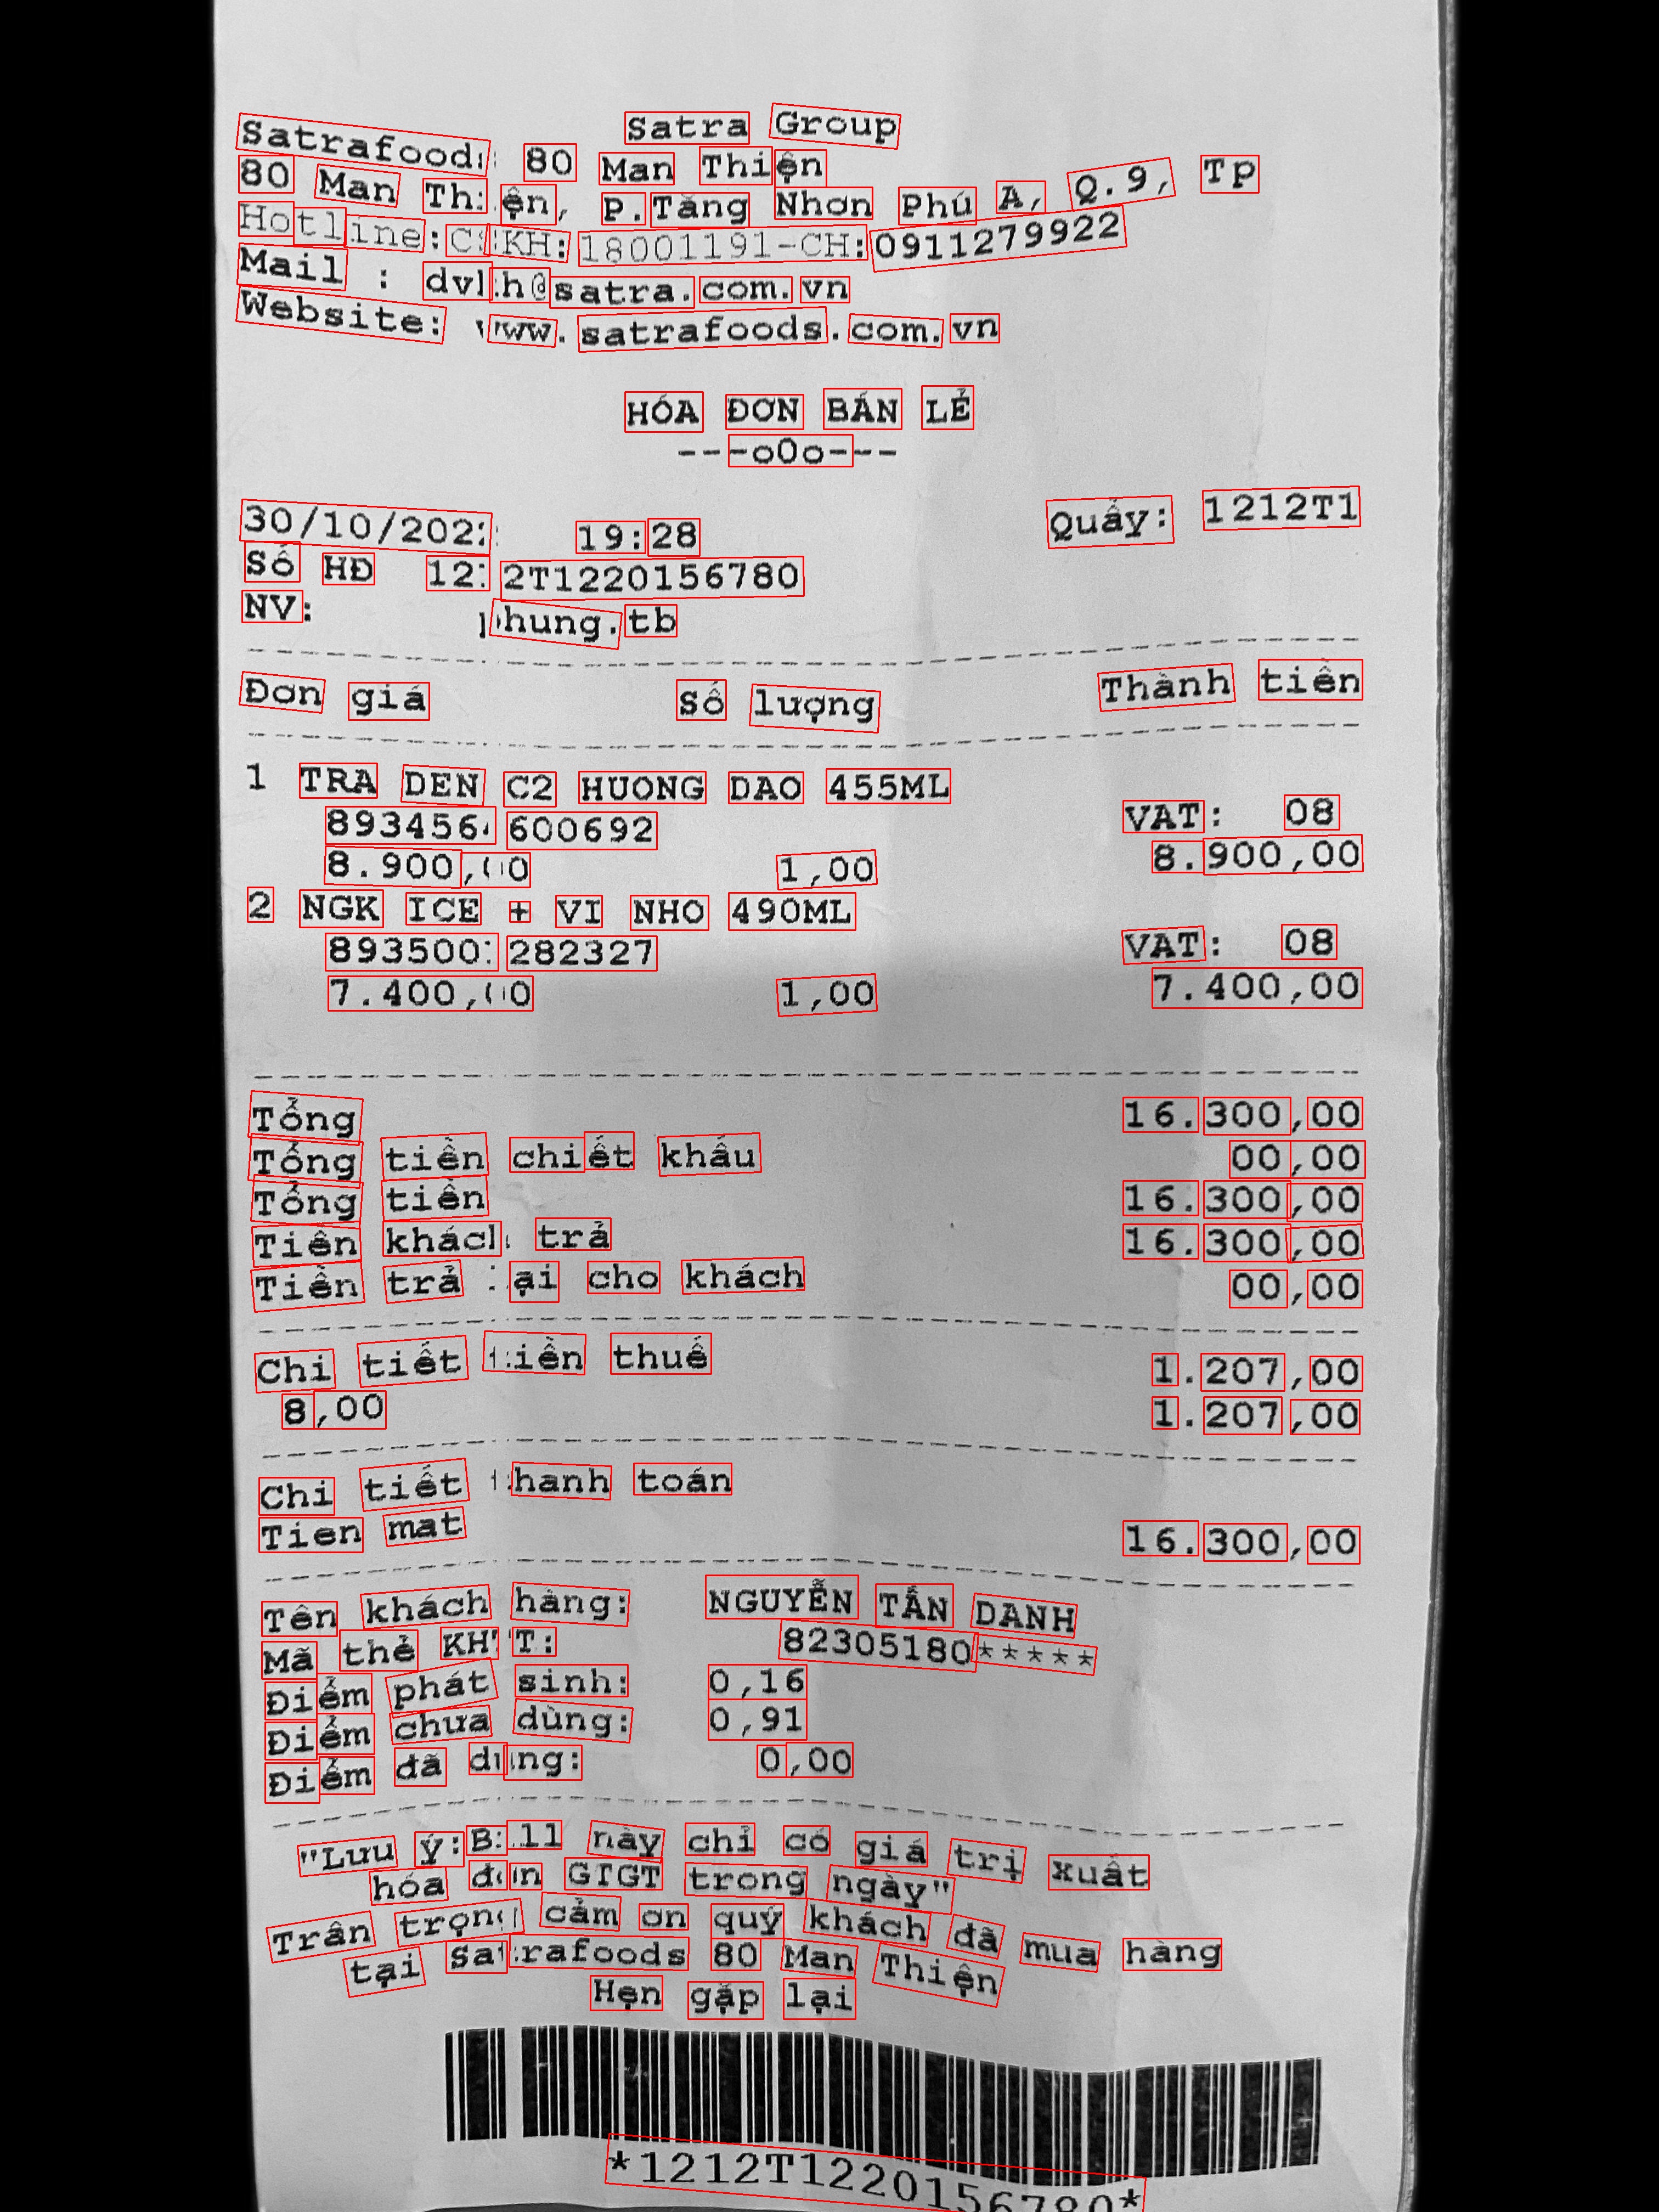 Satra Group
Satrafoods 80 Man Thiện
80 Man Thiện, P.Tăng Nhơn Phú A, Q.9, Tp
Hotline:CSKH:18001191-CH:0911279922
Mail : dvkh@satra.com.vn
Website: www.satrafoods.com.vn
HÓA ĐƠN BÁN LẺ
---oOo---
30/10/2022 19:28 Quầy: 1212T1
Số HĐ 1212T1220156780
NV: phung.tb
Đơn giá Số lượng Thành tiền
1 TRA DEN C2 HUONG DAO 455ML
8934564600692 VAT: 08
8.900,00 1,00 8.900,00
2 NGK ICE + VI NHO 490ML
8935001282327 VAT: 08
7.400,00 1,00 7.400,00
Tổng 16.300,00
Tổng tiền chiết khấu 00,00
Tổng tiền 16.300,00
Tiền khách trả 16.300,00
Tiền trả lại cho khách 00,00
Chi tiết tiền thuế 1.207,00
8,00 1.207,00
Chi tiết thanh toán
Tien mat 16.300,00
Tên khách hàng: NGUYỄN TẤN DANH
Mã thẻ KHTT: 82305180*****
Điểm phát sinh: 0,16
Điểm chưa dùng: 0,91
Điểm đã dùng: 0,00
"Lưu ý:Bill này chỉ có giá trị xuất
hóa đơn GTGT trong ngày"
Trân trọng cảm ơn quý khách đã mua hàng
tại Satrafoods 80 Man Thiện
Hẹn gặp lại
*1212T1220156780*